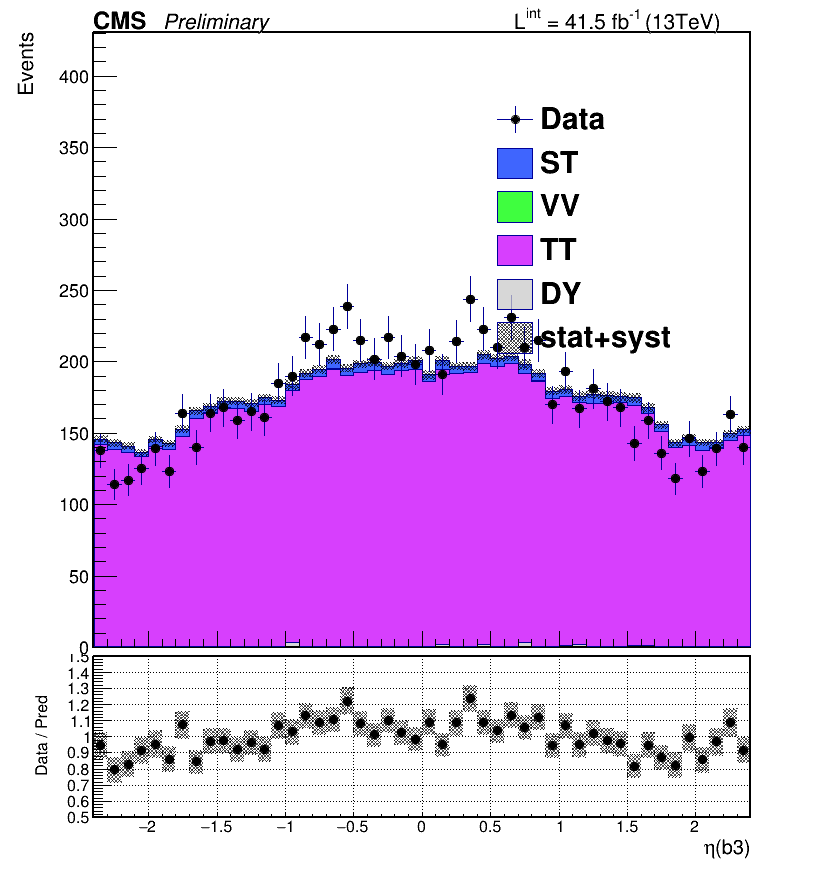 CMS Preliminary L^int = 41.5 fb^-1 (13TeV)
Events
400
350
300
250
200
150
100
50
0
Data
ST
VV
TT
DY
stat+syst
Data / Pred
1.5
1.4
1.3
1.2
1.1
1
0.9
0.8
0.7
0.6
0.5
−2 −1.5 −1 −0.5 0 0.5 1 1.5 2
η(b3)